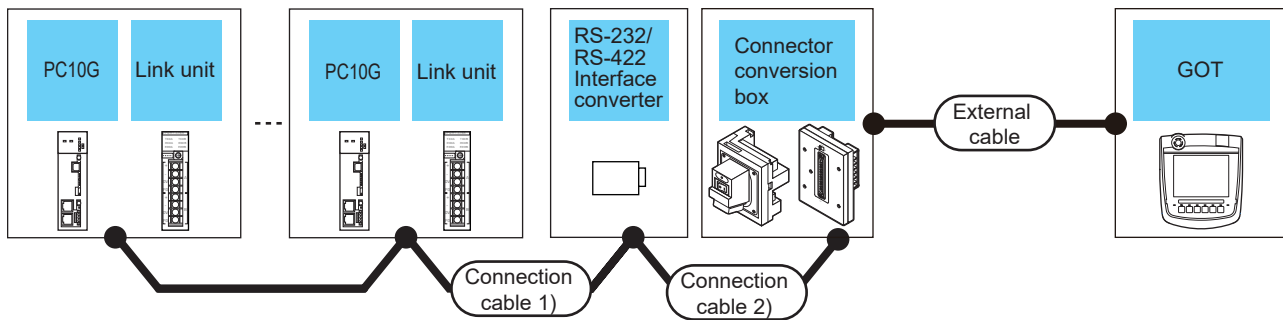 PC10G
Link unit
PC10G
Link unit
RS-232/
RS-422
Interface
converter
Connector
conversion
box
GOT
External
cable
Connection
cable 1)
Connection
cable 2)